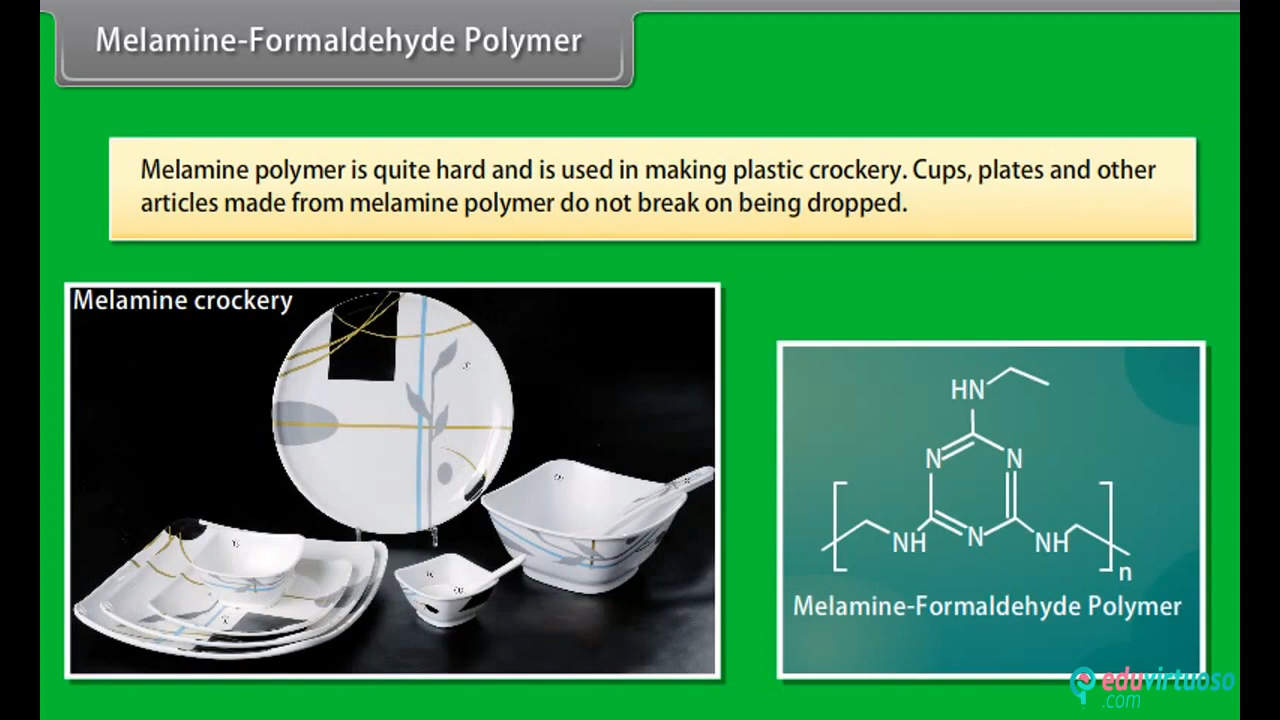 Melamine-Formaldehyde Polymer
Melamine polymer is quite hard and is used in making plastic crockery. Cups, plates and other
articles made from melamine polymer do not break on being dropped.
Melamine crockery
HN
N N
N
NH NH
n
Melamine-Formaldehyde Polymer
eduvirtuoso
.com